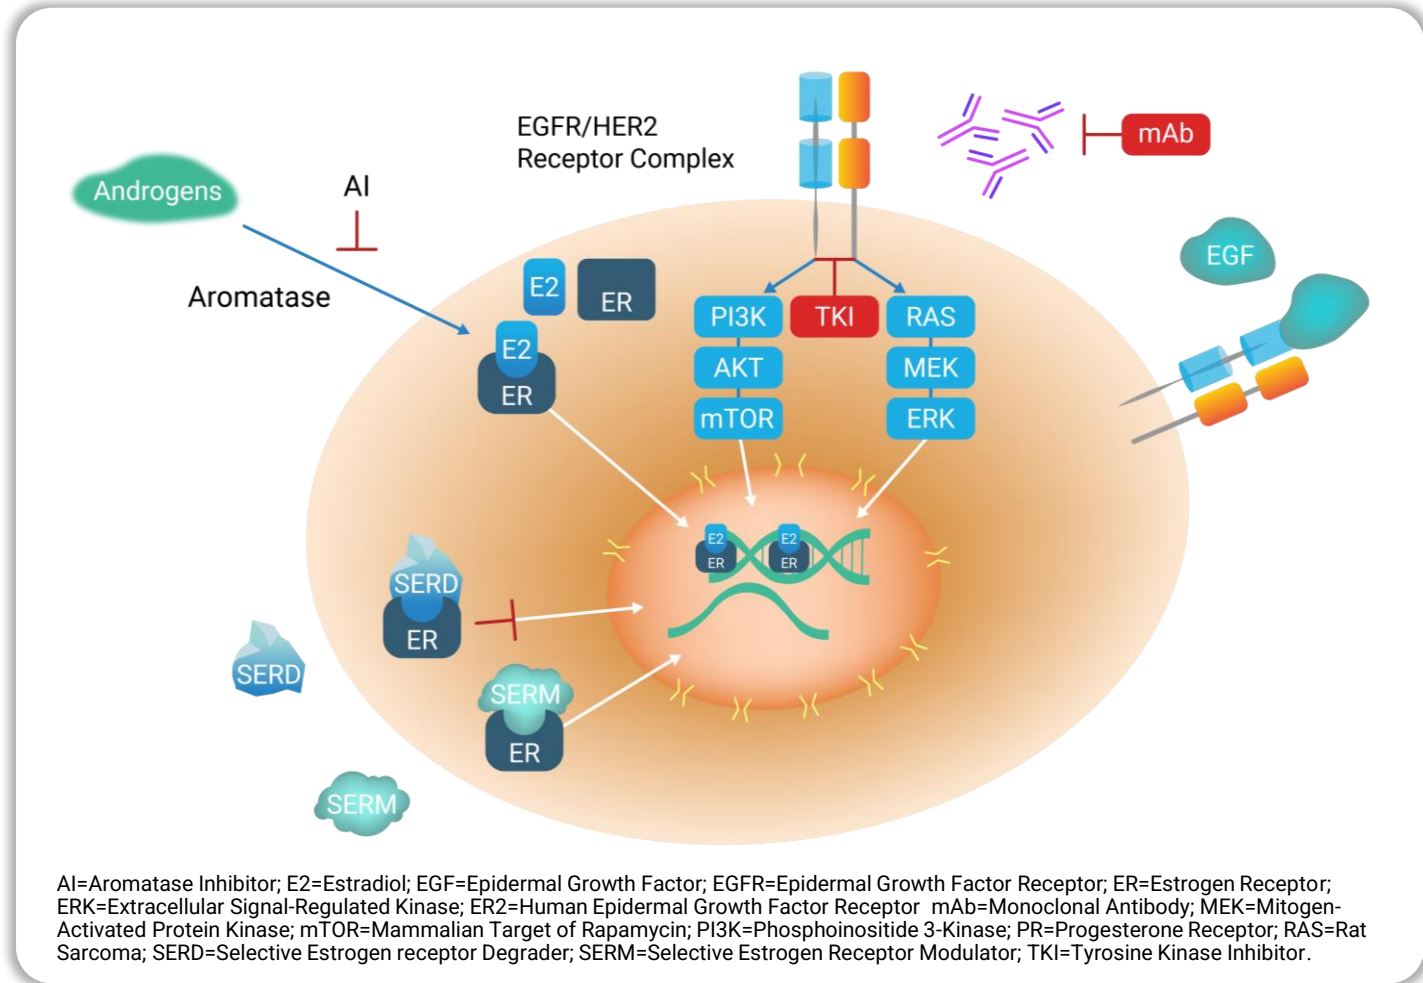 EGFR/HER2
Receptor Complex
mAb
Androgens
AI
EGF
Aromatase
E2
ER
PI3K
TKI
RAS
E2
ER
AKT
MEK
mTOR
ERK
E2
ER
E2
ER
SERD
ER
SERD
SERM
ER
SERM
AI=Aromatase Inhibitor; E2=Estradiol; EGF=Epidermal Growth Factor; EGFR=Epidermal Growth Factor Receptor; ER=Estrogen Receptor;
ERK=Extracellular Signal-Regulated Kinase; ER2=Human Epidermal Growth Factor Receptor  mAb=Monoclonal Antibody; MEK=Mitogen-
Activated Protein Kinase; mTOR=Mammalian Target of Rapamycin; PI3K=Phosphoinositide 3-Kinase; PR=Progesterone Receptor; RAS=Rat
Sarcoma; SERD=Selective Estrogen receptor Degrader; SERM=Selective Estrogen Receptor Modulator; TKI=Tyrosine Kinase Inhibitor.